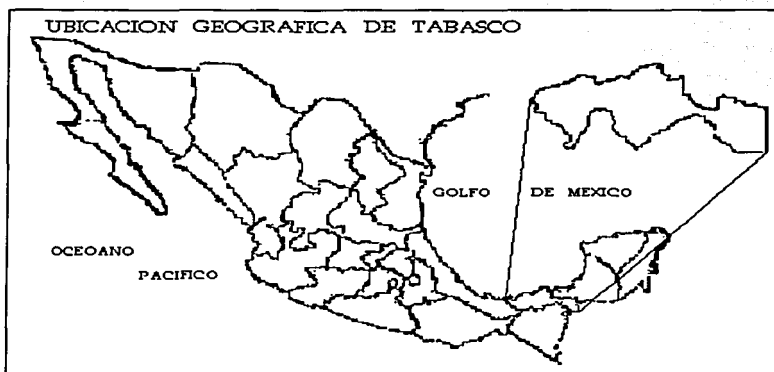 UBICACION GEOGRAFICA DE TABASCO
GOLFO DE MEXICO
OCEOANO
PACIFICO